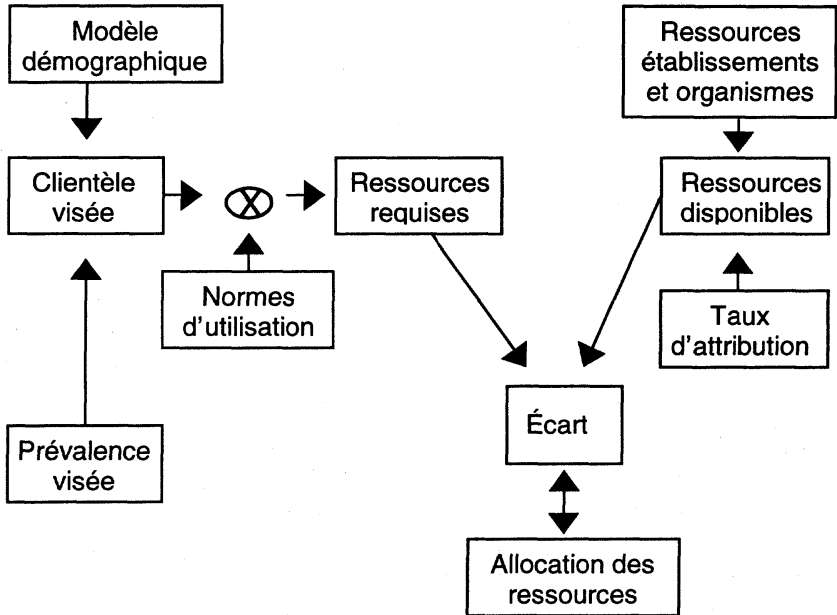 Modèle
démographique
Ressources
établissements
et organismes
Clientèle
visée
X
Ressources
requises
Ressources
disponibles
Normes
d'utilisation
Taux
d'attribution
Écart
Prévalence
visée
Allocation des
ressources